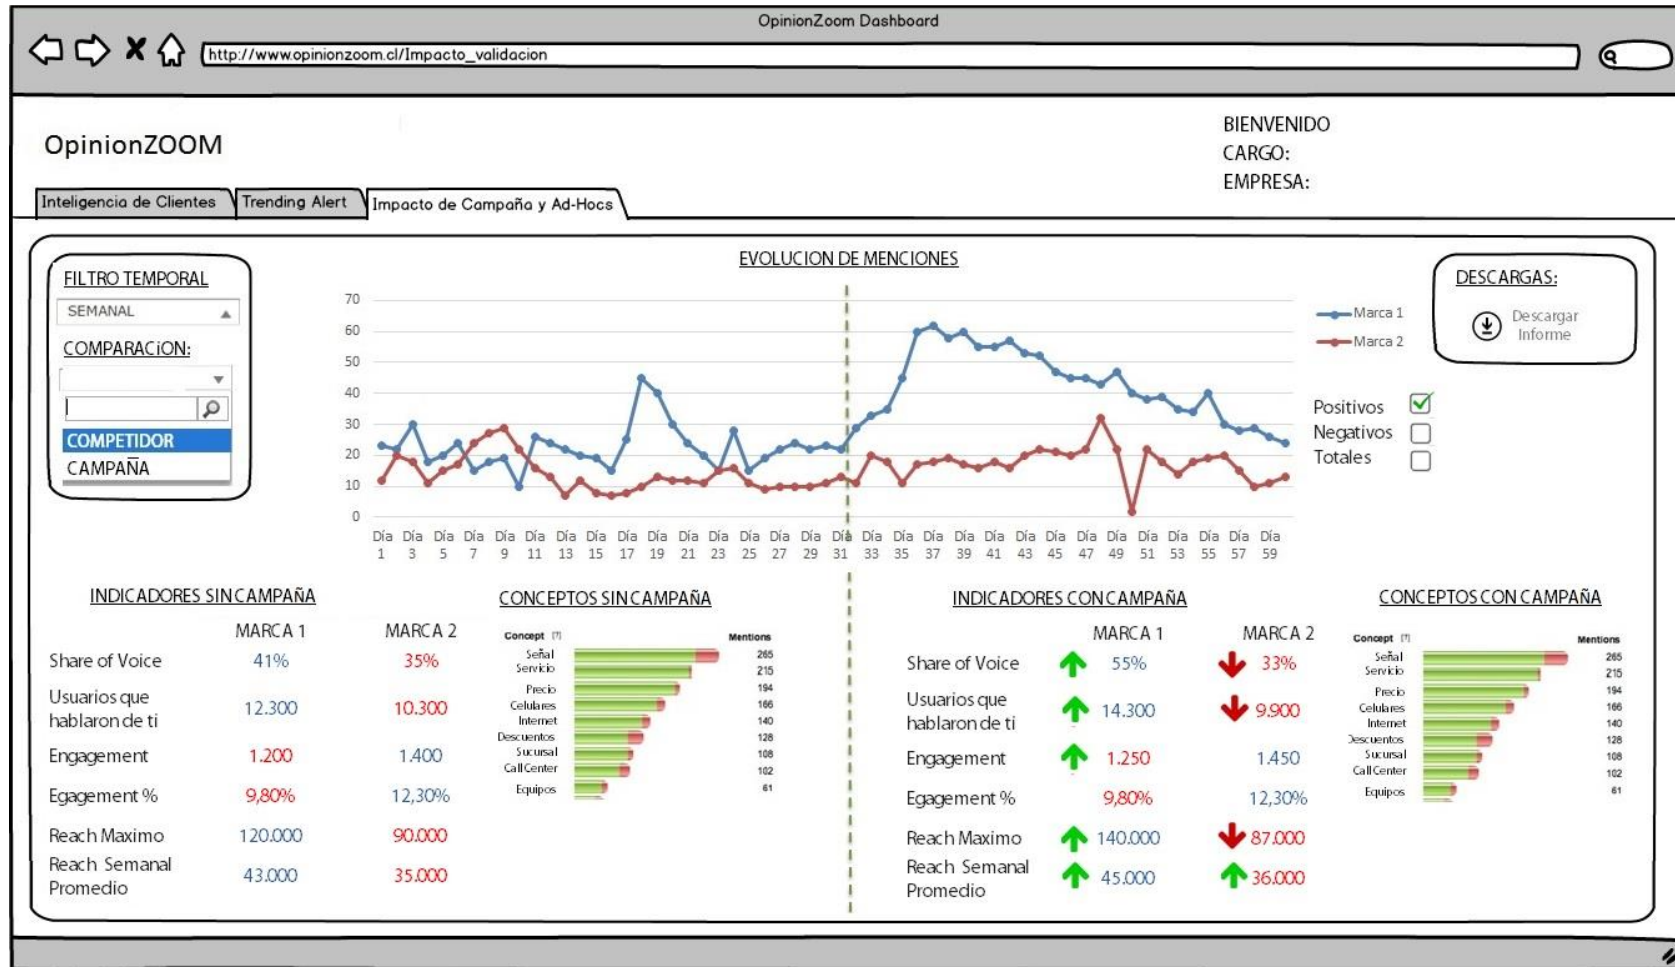 OpinionZoom Dashboard
http://www.opinionzoom.cl/Impacto_validacion
OpinionZOOM
BIENVENIDO
CARGO:
EMPRESA:
Inteligencia de Clientes
Trending Alert
Impacto de Campaña y Ad-Hocs
FILTRO TEMPORAL
SEMANAL
COMPARACiON:
COMPETIDOR
CAMPAÑA
EVOLUCION DE MENCIONES
70
60
50
40
30
20
10
0
Día 1
Día 3
Día 5
Día 7
Día 9
Día 11
Día 13
Día 15
Día 17
Día 19
Día 21
Día 23
Día 25
Día 27
Día 29
Día 31
Día 33
Día 35
Día 37
Día 39
Día 41
Día 43
Día 45
Día 47
Día 49
Día 51
Día 53
Día 55
Día 57
Día 59
Marca 1
Marca 2
DESCARGAS:
Descargar
Informe
Positivos
Negativos
Totales
INDICADORES SIN CAMPAÑA
MARCA 1 MARCA 2
Share of Voice 41% 35%
Usuarios que
hablaron de ti 12.300 10.300
Engagement 1.200 1.400
Egagement % 9,80% 12,30%
Reach Maximo 120.000 90.000
Reach Semanal
Promedio 43.000 35.000
CONCEPTOS SIN CAMPAÑA
Concept [?] Mentions
Señal 265
Servicio 215
Precio 194
Celulares 166
Internet 140
Descuentos 128
Sucursal 108
Call Center 102
Equipos 61
INDICADORES CON CAMPAÑA
MARCA 1 MARCA 2
Share of Voice 55% 33%
Usuarios que
hablaron de ti 14.300 9.900
Engagement 1.250 1.450
Egagement % 9,80% 12,30%
Reach Maximo 140.000 87.000
Reach Semanal
Promedio 45.000 36.000
CONCEPTOS CON CAMPAÑA
Concept [?] Mentions
Señal 265
Servicio 215
Precio 194
Celulares 166
Internet 140
Descuentos 128
Sucursal 108
Call Center 102
Equipos 61